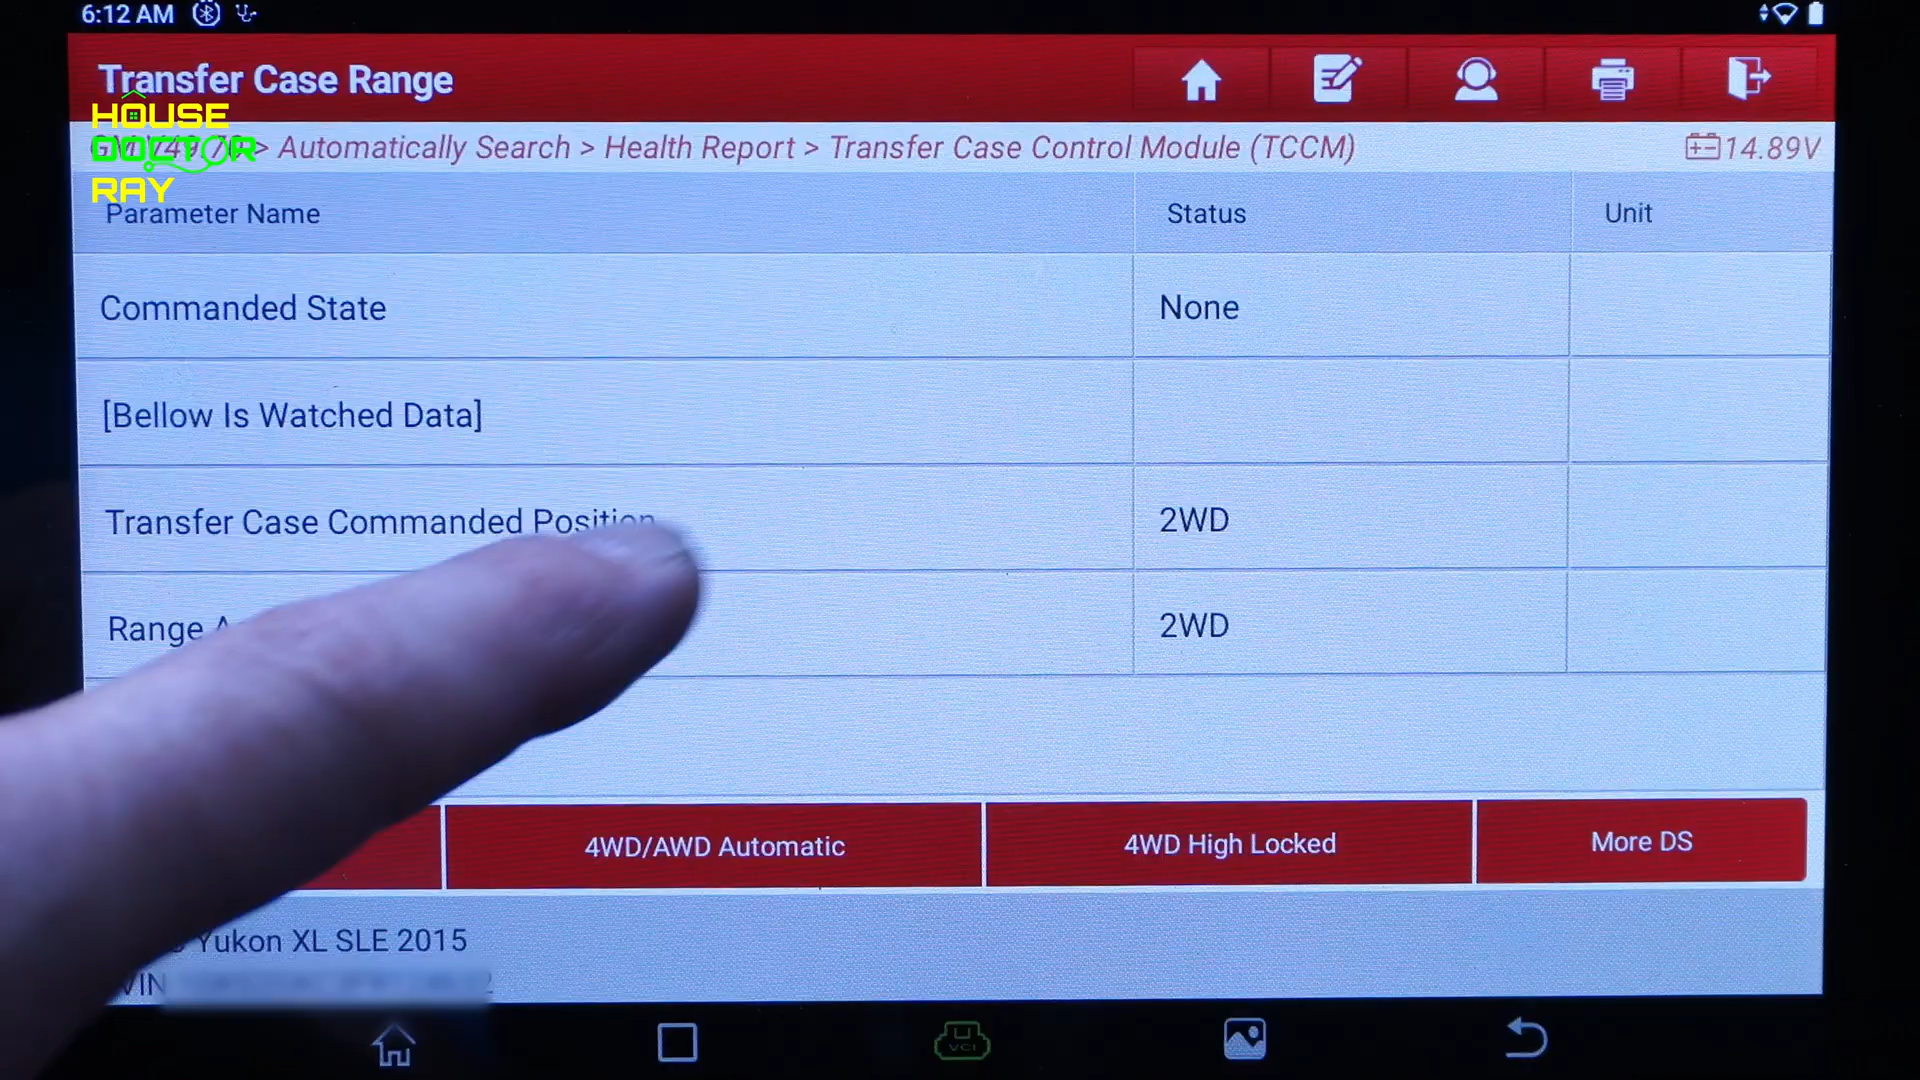 6:12 AM
Transfer Case Range
HOUSE
DOCTOR
RAY
> Automatically Search > Health Report > Transfer Case Control Module (TCCM)
14.89V
Parameter Name Status Unit
Commanded State None
[Bellow Is Watched Data]
Transfer Case Commanded Position 2WD
Range 2WD
4WD/AWD Automatic 4WD High Locked More DS
Yukon XL SLE 2015
VIN
VCI